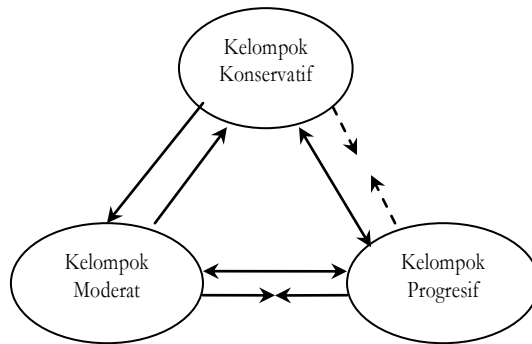 Kelompok
Konservatif
Kelompok
Moderat
Kelompok
Progresif